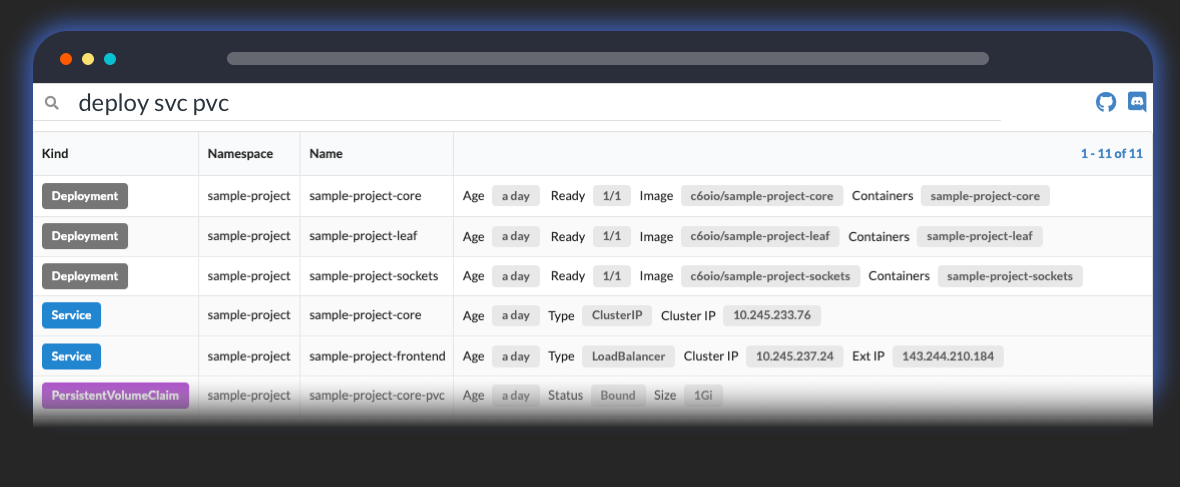 deploy svc pvc
Kind Namespace Name 1 - 11 of 11
Deployment sample-project sample-project-core Age a day Ready 1/1 Image c6oio/sample-project-core Containers sample-project-core
Deployment sample-project sample-project-leaf Age a day Ready 1/1 Image c6oio/sample-project-leaf Containers sample-project-leaf
Deployment sample-project sample-project-sockets Age a day Ready 1/1 Image c6oio/sample-project-sockets Containers sample-project-sockets
Service sample-project sample-project-core Age a day Type ClusterIP Cluster IP 10.245.233.76
Service sample-project sample-project-frontend Age a day Type LoadBalancer Cluster IP 10.245.237.24 Ext IP 143.244.210.184
PersistentVolumeClaim sample-project sample-project-core-pvc Age a day Status Bound Size 1Gi